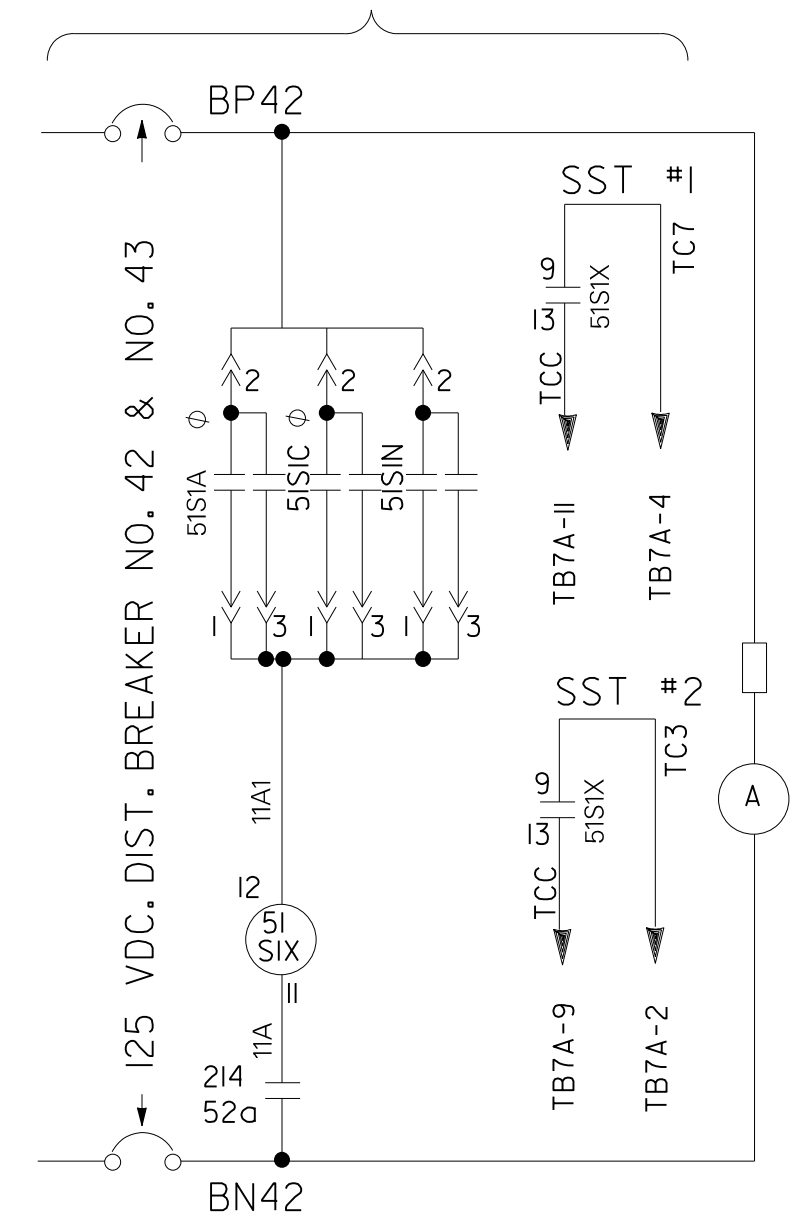 BP42
SST #1
TC7
9
51S1X
13
TCC
TB7A-11
TB7A-4
125 VDC. DIST. BREAKER NO. 42 & NO. 43
2
2
2
Ø
51S1A
Ø
51S1C
51S1N
1
3
1
3
1
3
SST #2
TC3
9
51S1X
13
TCC
TB7A-9
TB7A-2
A
11A1
12
51
S1X
11
11A
214
52a
BN42